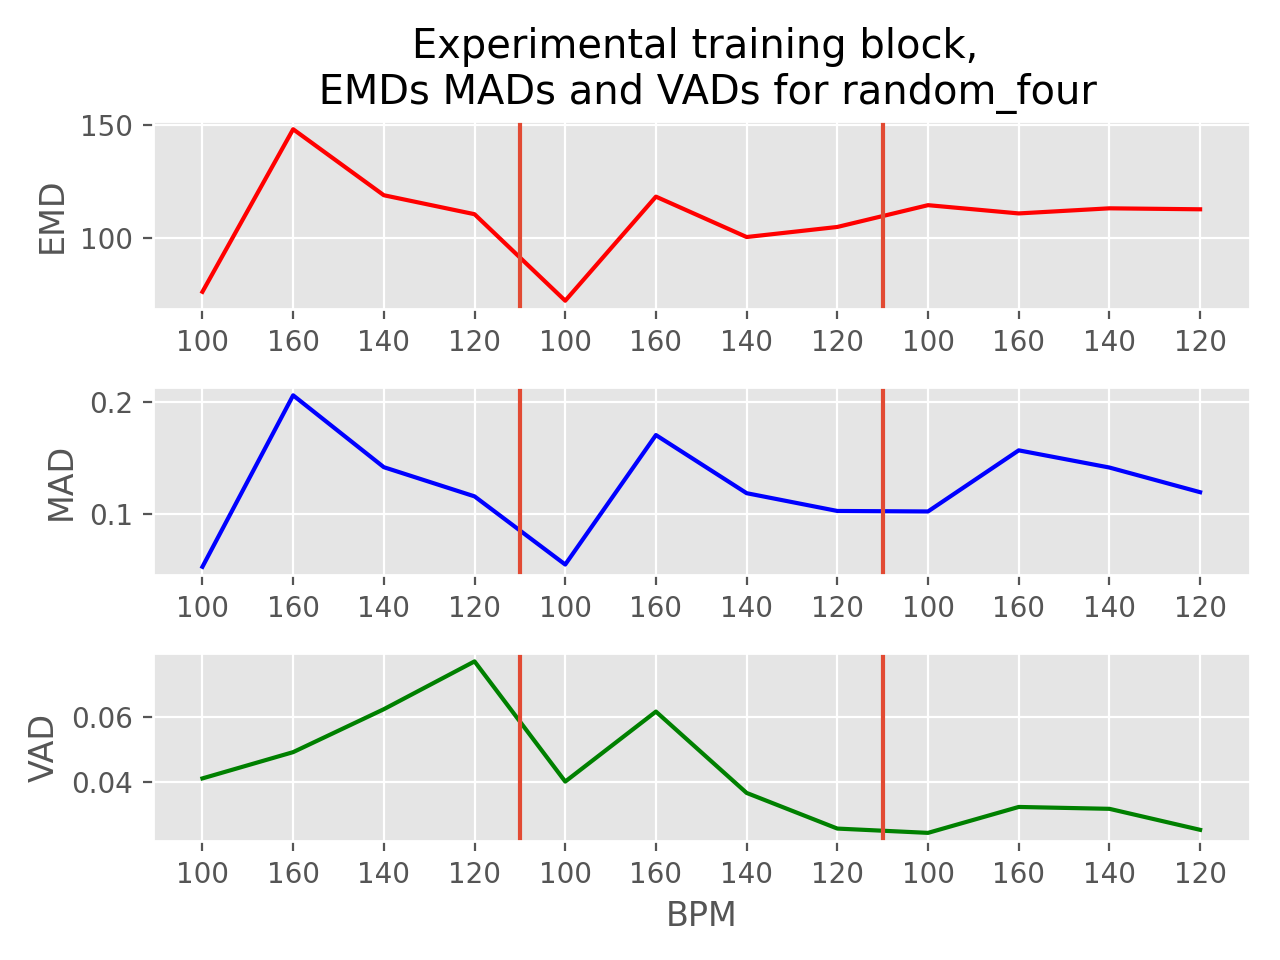 Experimental training block,
EMDs MADs and VADs for random_four
150
100
EMD
100 160 140 120 100 160 140 120 100 160 140 120
0.2
0.1
MAD
100 160 140 120 100 160 140 120 100 160 140 120
0.06
0.04
VAD
100 160 140 120 100 160 140 120 100 160 140 120
BPM